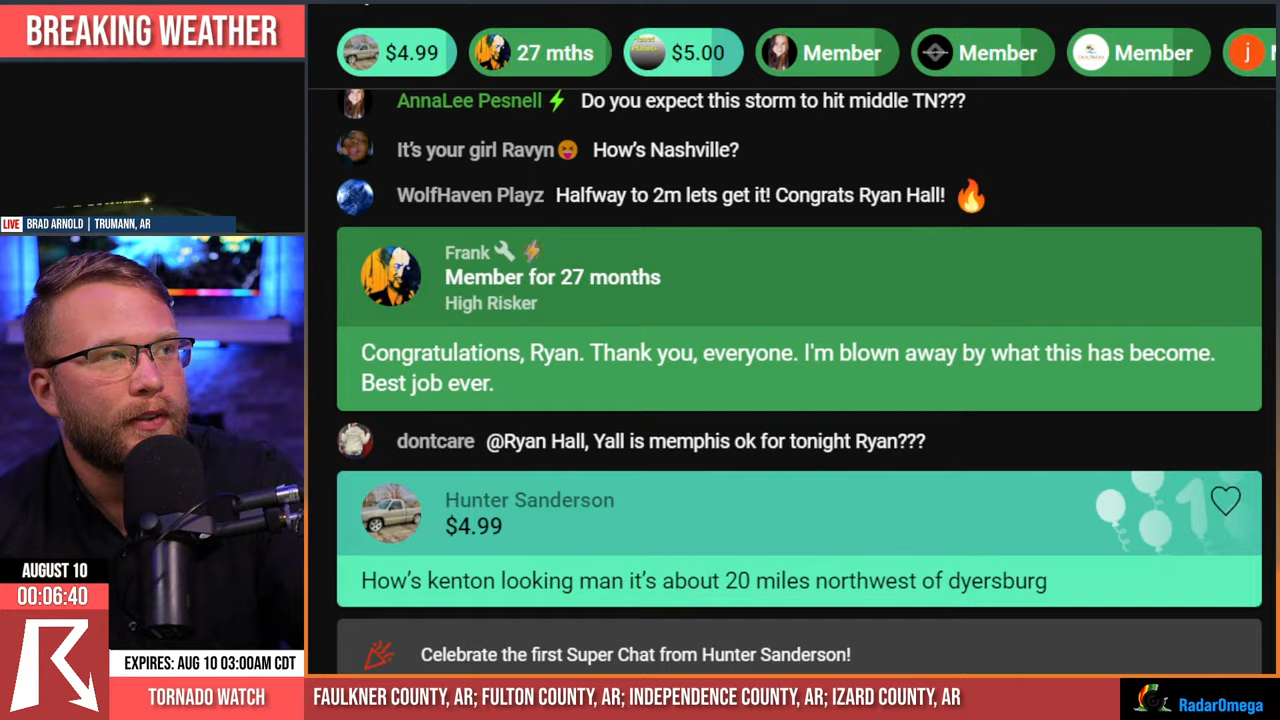 BREAKING WEATHER
$4.99
27 mths
$5.00
Member
Member
Member
j
AnnaLee Pesnell Do you expect this storm to hit middle TN???
It's your girl Ravyn😝 How's Nashville?
WolfHaven Playz Halfway to 2m lets get it! Congrats Ryan Hall! 🔥
LIVE BRAD ARNOLD | TRUMANN, AR
Frank
Member for 27 months
High Risker
Congratulations, Ryan. Thank you, everyone. I'm blown away by what this has become.
Best job ever.
dontcare @Ryan Hall, Yall is memphis ok for tonight Ryan???
Hunter Sanderson
$4.99
1
How's kenton looking man it's about 20 miles northwest of dyersburg
Celebrate the first Super Chat from Hunter Sanderson!
AUGUST 10
00:06:40
R
EXPIRES: AUG 10 03:00AM CDT
TORNADO WATCH
FAULKNER COUNTY, AR; FULTON COUNTY, AR; INDEPENDENCE COUNTY, AR; IZARD COUNTY, AR
RadarOmega